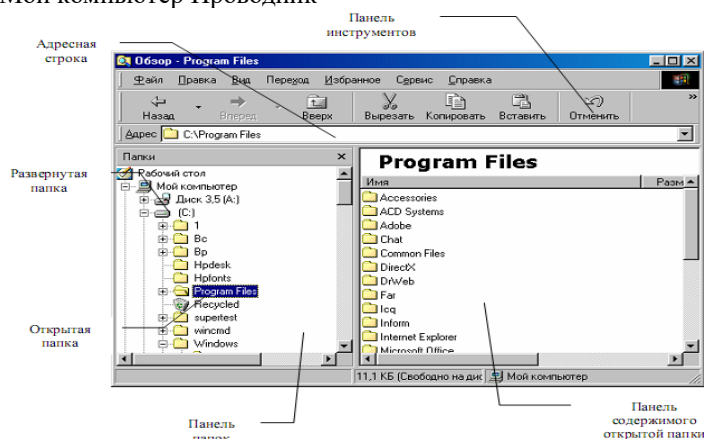 Мой компьютер Проводник
Панель
инструментов
Адресная
строка
Обзор - Program Files
Файл Правка Вид Переход Избранное Сервис Справка
Назад Вперед Вверх Вырезать Копировать Вставить Отменить »
Адрес C:\Program Files
Папки
Program Files
Развернутая
папка
Рабочий стол
Мой компьютер
Диск 3,5 (A:)
(C:)
1
Bc
Bp
Hpdesk
Hpfonts
Program Files
Recycled
supertest
wincmd
Windows
Имя Разм
Accessories
ACD Systems
Adobe
Chat
Common Files
DirectX
DrWeb
Far
Icq
Inform
Internet Explorer
Microsoft Office
Открытая
папка
11,1 КБ (Свободно на дис Мой компьютер
Панель
папок
Панель
содержимого
открытой папки